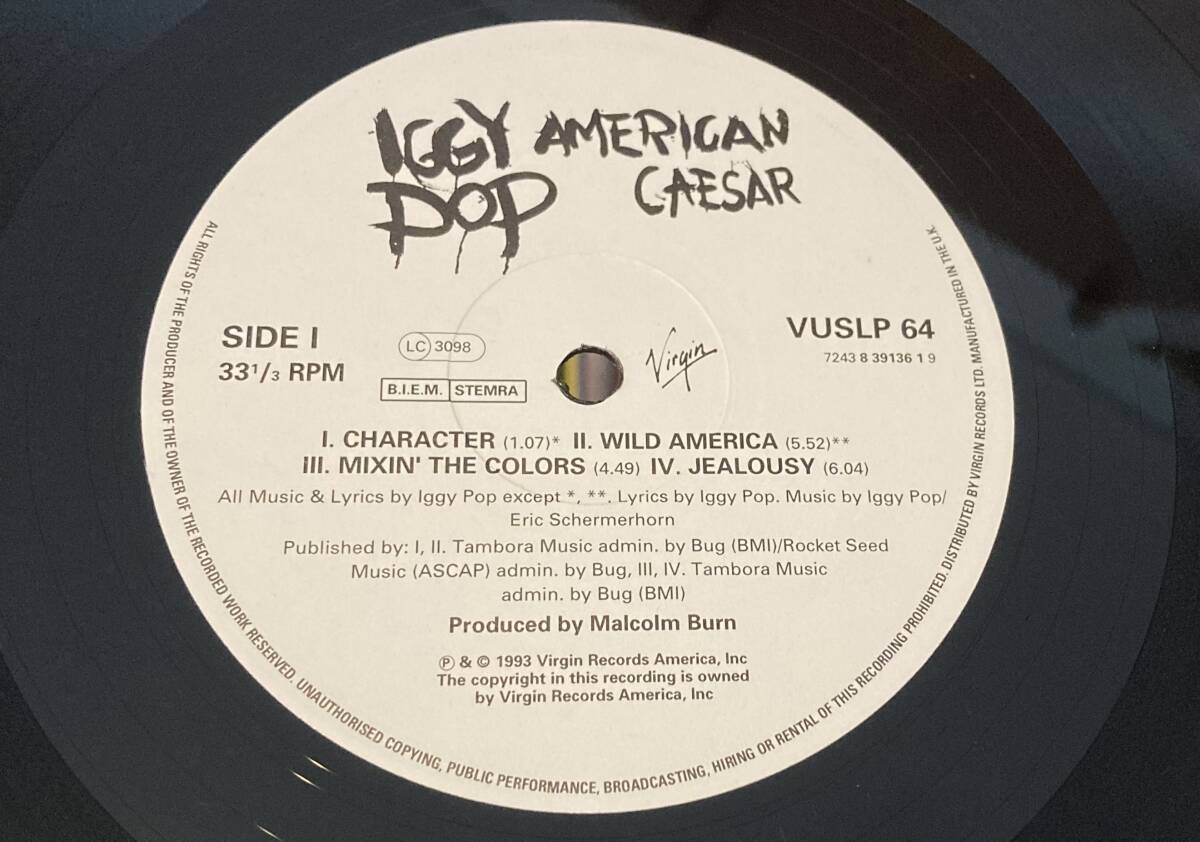 IGGY POP
AMERICAN CAESAR
SIDE I
33 1/3 RPM
LC 3098
B.I.E.M. STEMRA
Virgin
VUSLP 64
7243 8 39136 1 9
I. CHARACTER (1.07)* II. WILD AMERICA (5.52)**
III. MIXIN' THE COLORS (4.49) IV. JEALOUSY (6.04)
All Music & Lyrics by Iggy Pop except *, **. Lyrics by Iggy Pop. Music by Iggy Pop/
Eric Schermerhorn
Published by: I, II. Tambora Music admin. by Bug (BMI)/Rocket Seed
Music (ASCAP) admin. by Bug, III, IV. Tambora Music
admin. by Bug (BMI)
Produced by Malcolm Burn
℗ & © 1993 Virgin Records America, Inc
The copyright in this recording is owned
by Virgin Records America, Inc
ALL RIGHTS OF THE PRODUCER AND OF THE OWNER OF THE RECORDED WORK RESERVED. UNAUTHORISED COPYING, PUBLIC PERFORMANCE, BROADCASTING, HIRING OR RENTAL OF THIS RECORDING PROHIBITED. DISTRIBUTED BY VIRGIN RECORDS LTD. MANUFACTURED IN THE U.K.